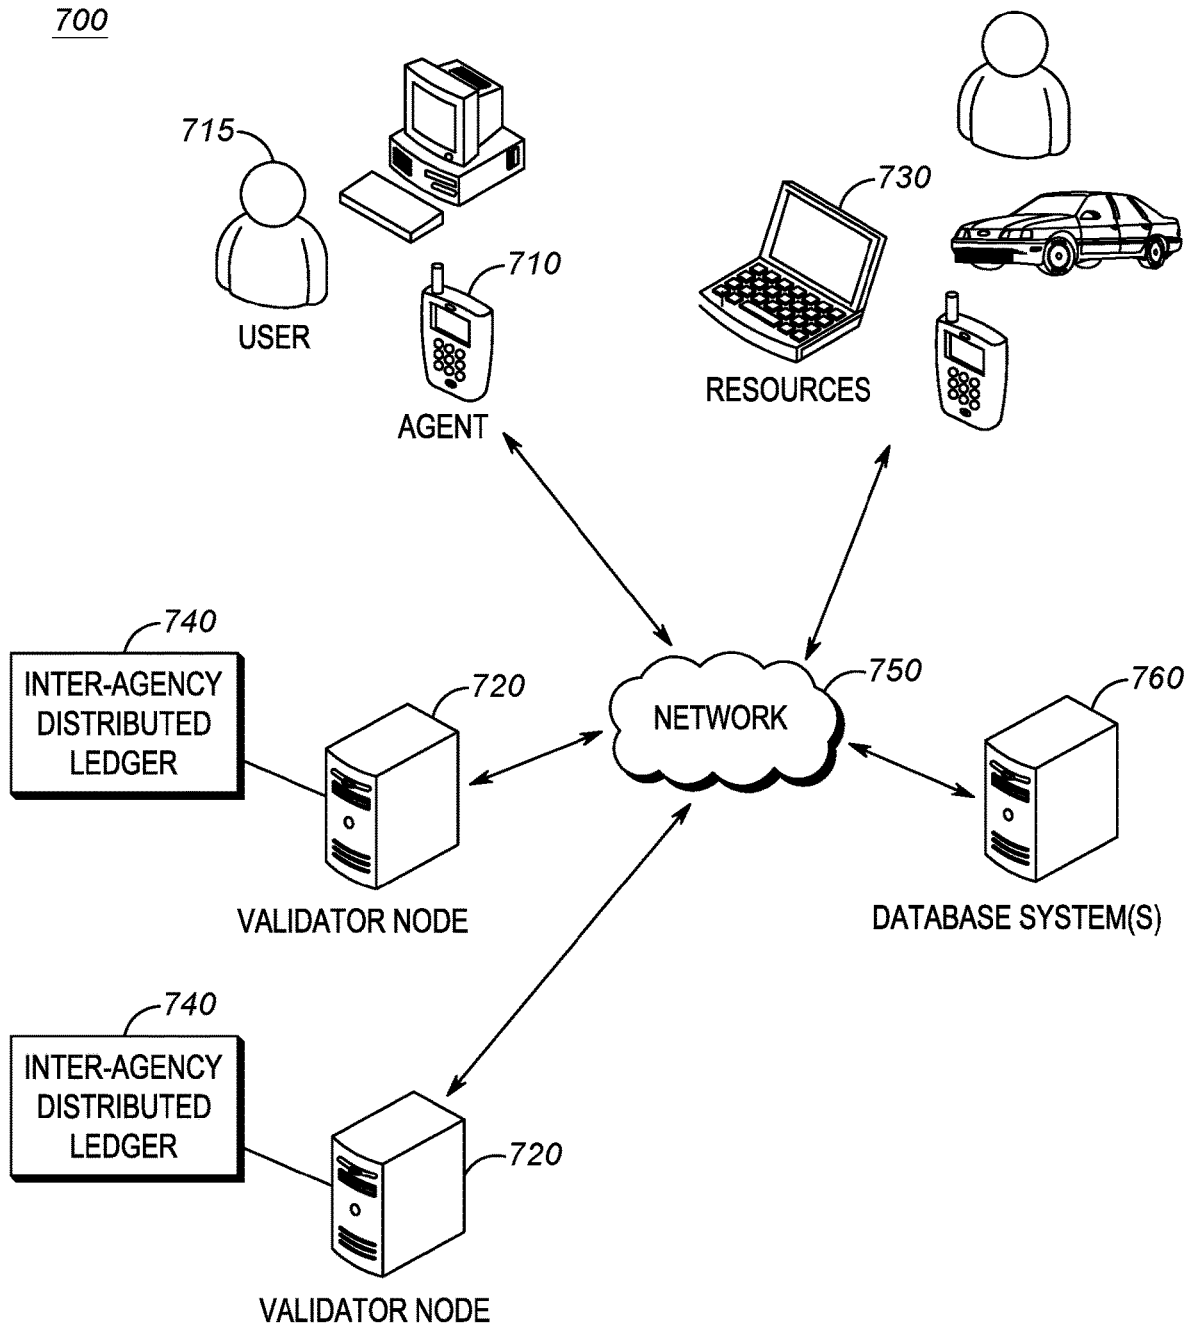 700
715
730
710
USER
RESOURCES
AGENT
740
INTER-AGENCY
DISTRIBUTED
LEDGER
720
750
NETWORK
760
VALIDATOR NODE
DATABASE SYSTEM(S)
740
INTER-AGENCY
DISTRIBUTED
LEDGER
720
VALIDATOR NODE